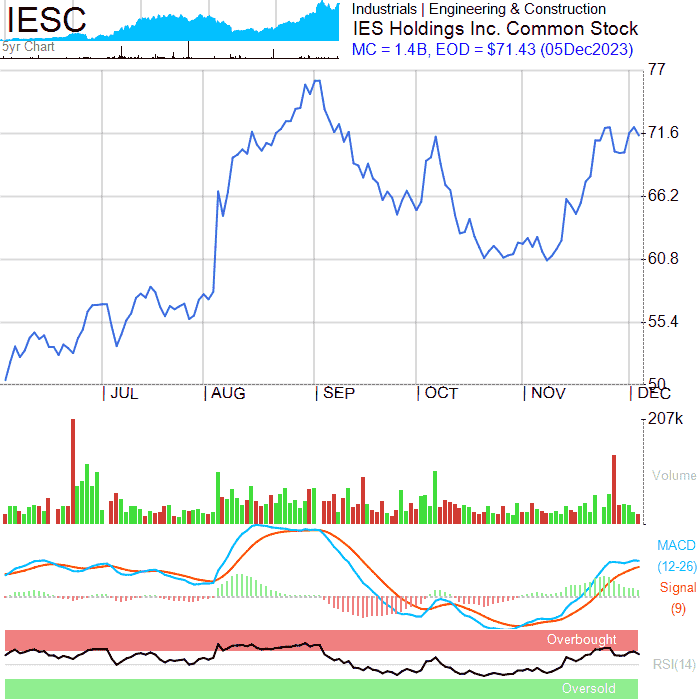 IESC
5yr Chart
Industrials | Engineering & Construction
IES Holdings Inc. Common Stock
MC = 1.4B, EOD = $71.43 (05Dec2023)
77
71.6
66.2
60.8
55.4
50
| JUL | AUG | SEP | OCT | NOV | DEC
207k
Volume
MACD
(12-26)
Signal
(9)
Overbought
RSI(14)
Oversold